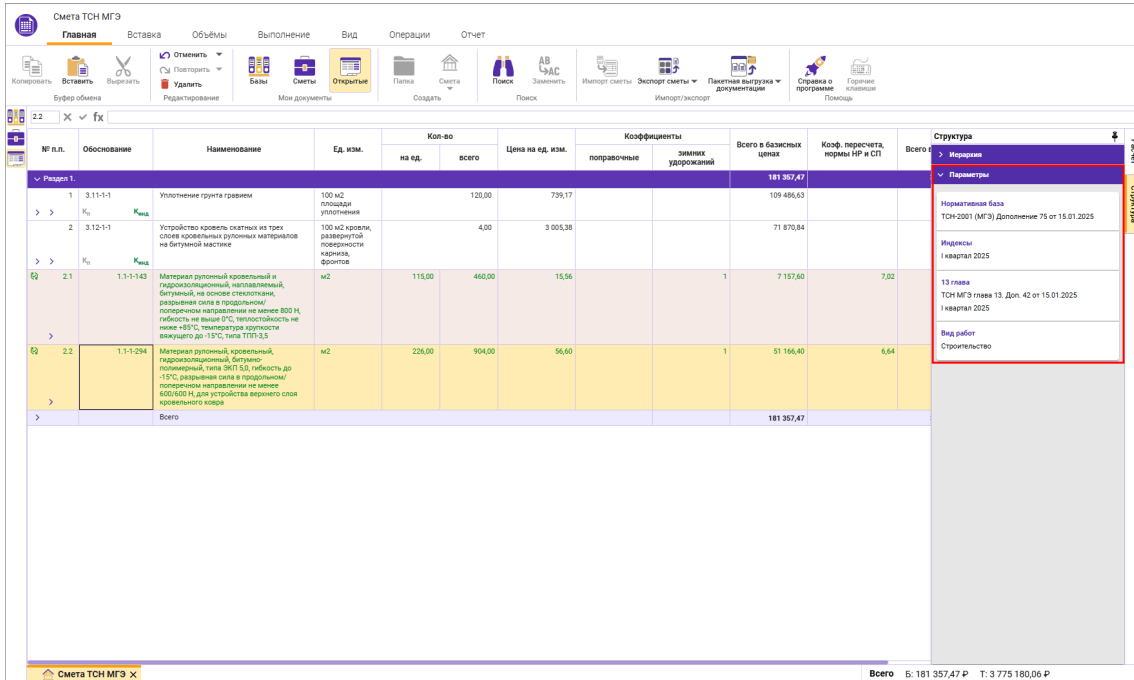 Смета ТСН МГЭ
Главная Вставка Объёмы Выполнение Вид Операции Отчет
Копировать Вставить Вырезать
Буфер обмена
Отменить
Повторить
Удалить
Редактирование
Базы Сметы Открытые
Мои документы
Папка Смета
Создать
Поиск Заменить
AB
AC
Поиск
Импорт сметы Экспорт сметы Пакетная выгрузка документации
Импорт/экспорт
Справка о программе Горячие клавиши
Помощь
2.2 fx
№ п.п. Обоснование Наименование Ед. изм. Кол-во Цена на ед. изм. Коэффициенты Всего в базисных ценах Коэф. пересчета, нормы НР и СП Всего в
на ед. всего поправочные зимних удорожаний
Раздел 1. 181 357,47
1 3.11-1-1 Уплотнение грунта гравием 100 м2 120,00 739,17 109 486,63
площади
уплотнения
Кп Кинд
2 3.12-1-1 Устройство кровель скатных из трех 100 м2 кровли, 4,00 3 005,38 71 870,84
слоев кровельных рулонных материалов развернутой
на битумной мастике поверхности
карниза,
фронтов
Кп Кинд
2.1 1.1-1-143 Материал рулонный кровельный и м2 115,00 460,00 15,56 1 7 157,60 7,02
гидроизоляционный, наплавляемый,
битумный, на основе стеклоткани,
разрывная сила в продольном/
поперечном направлении не менее 800 Н,
гибкость не выше 0°С, теплостойкость не
ниже +85°С, температура хрупкости
вяжущего до -15°С, типа ТПП-3,5
2.2 1.1-1-294 Материал рулонный, кровельный, м2 226,00 904,00 56,60 1 51 166,40 6,64
гидроизоляционный, битумно-
полимерный, типа ЭКП 5,0, гибкость до
-15°С, разрывная сила в продольном/
поперечном направлении не менее
600/600 Н, для устройства верхнего слоя
кровельного ковра
Всего 181 357,47
Структура
Иерархия
Параметры
Нормативная база
ТСН-2001 (МГЭ) Дополнение 75 от 15.01.2025
Индексы
I квартал 2025
13 глава
ТСН МГЭ глава 13. Доп. 42 от 15.01.2025
I квартал 2025
Вид работ
Строительство
Структура
Смета ТСН МГЭ
Всего Б: 181 357,47 ₽ Т: 3 775 180,06 ₽